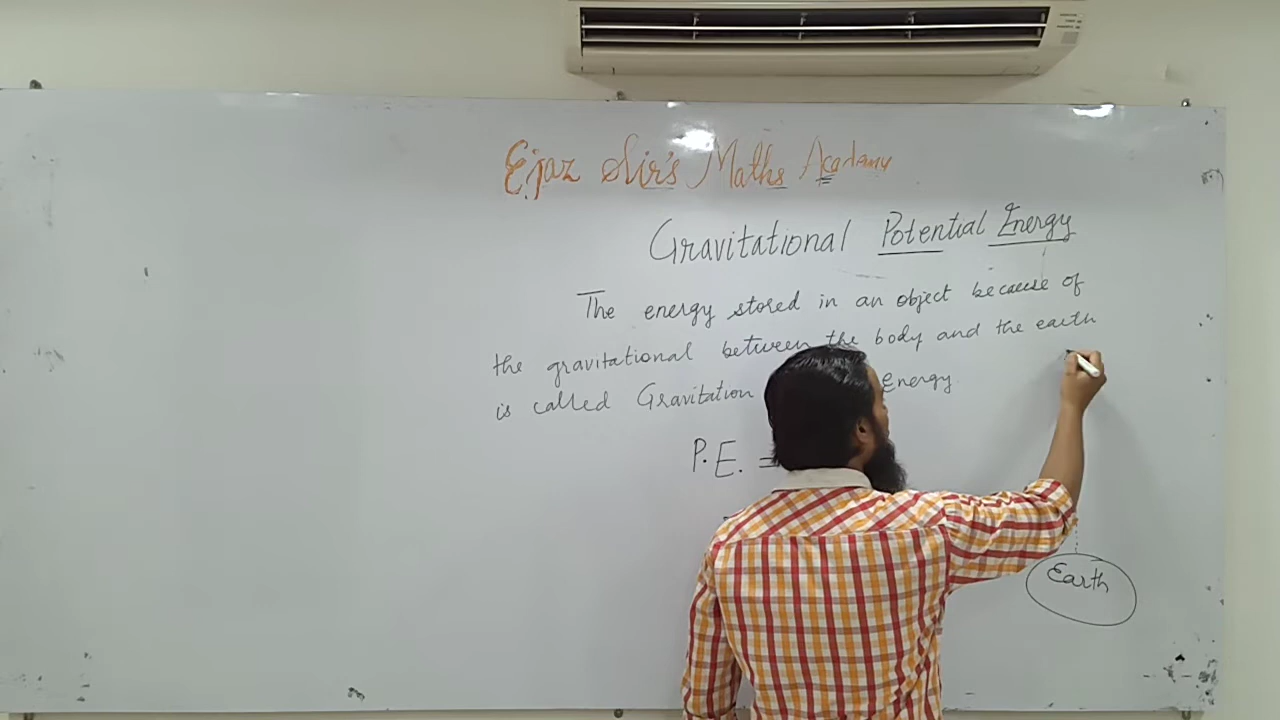 Ejaz Sir's Maths Academy
Gravitational Potential Energy
The energy stored in an object because of
the gravitational between the body and the earth
is called Gravitation Energy.
P.E. =
Earth